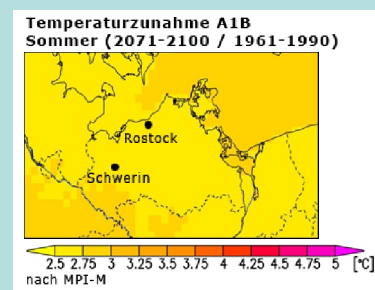 Temperaturzunahme A1B
Sommer (2071-2100 / 1961-1990)
Rostock
Schwerin
2.5 2.75 3 3.25 3.5 3.75 4 4.25 4.5 4.75 5 [°C]
nach MPI-M